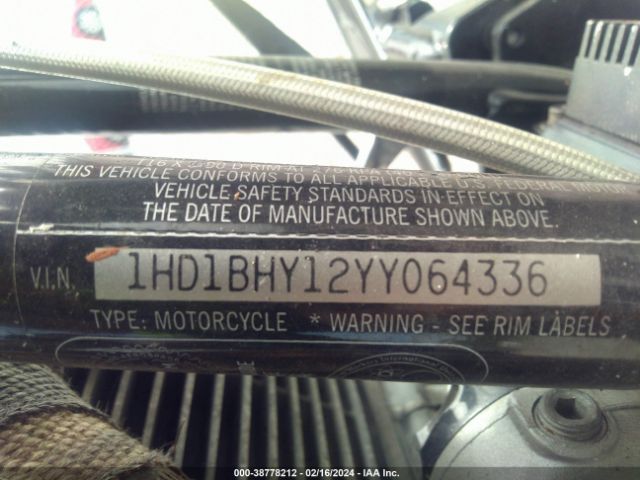 THIS VEHICLE CONFORMS TO ALL APPLICABLE U.S. FEDERAL
VEHICLE SAFETY STANDARDS IN EFFECT ON
THE DATE OF MANUFACTURE SHOWN ABOVE.
V.I.N. 1HD1BHY12YY064336
TYPE: MOTORCYCLE * WARNING - SEE RIM LABELS
000-38778212 - 02/16/2024 - IAA Inc.